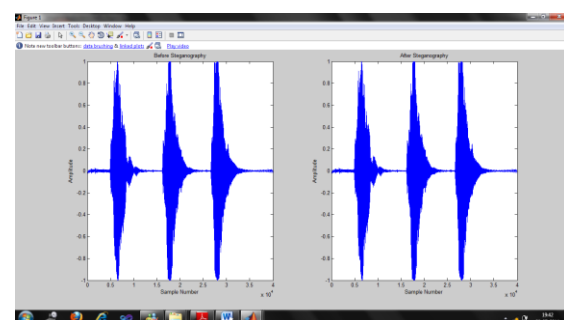 Figure 1
File Edit View Insert Tools Desktop Window Help
Note new toolbar buttons: data brushing & linked plots Play video
Before Steganography
After Steganography
1
0.8
0.6
0.4
0.2
0
-0.2
-0.4
-0.6
-0.8
-1
Amplitude
0 0.5 1 1.5 2 2.5 3 3.5 4
Sample Number
x 10^4
1
0.8
0.6
0.4
0.2
0
-0.2
-0.4
-0.6
-0.8
-1
Amplitude
0 0.5 1 1.5 2 2.5 3 3.5 4
Sample Number
x 10^4
19:42